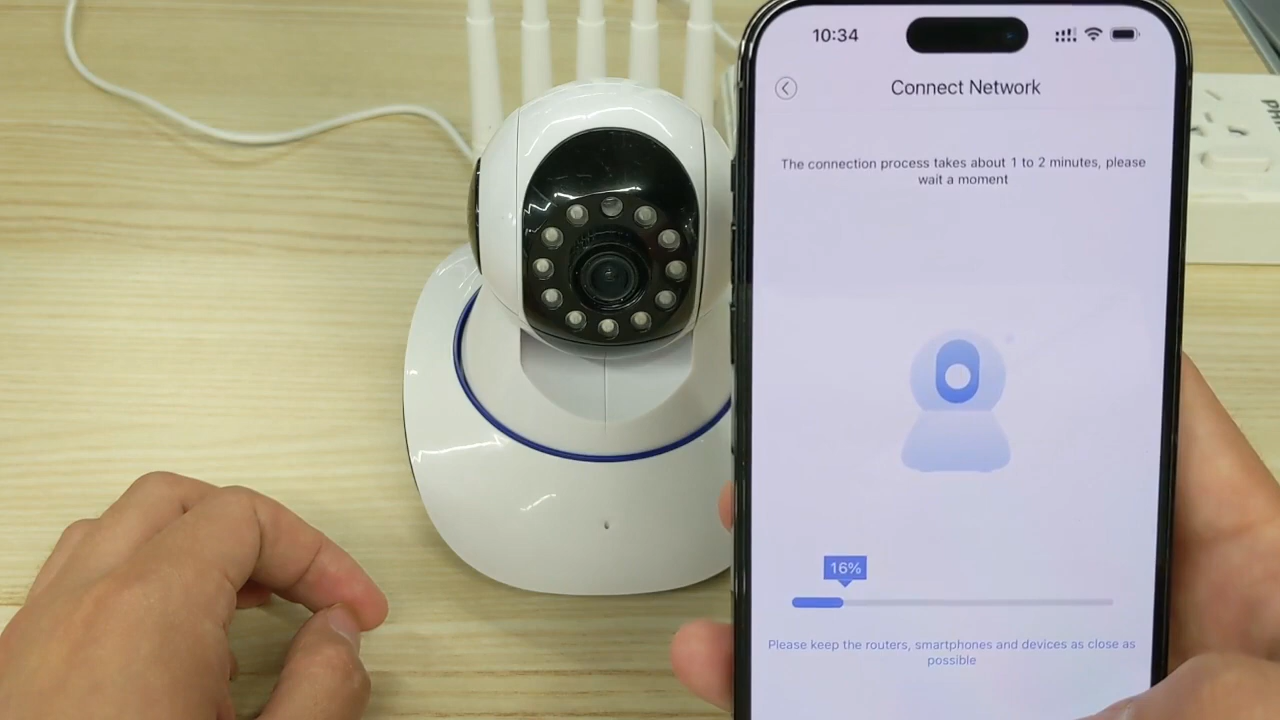 10:34
Connect Network
The connection process takes about 1 to 2 minutes, please
wait a moment
16%
Please keep the routers, smartphones and devices as close as
possible